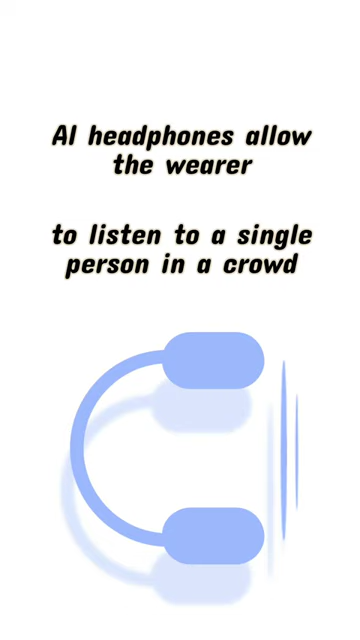 AI headphones allow
the wearer
to listen to a single
person in a crowd